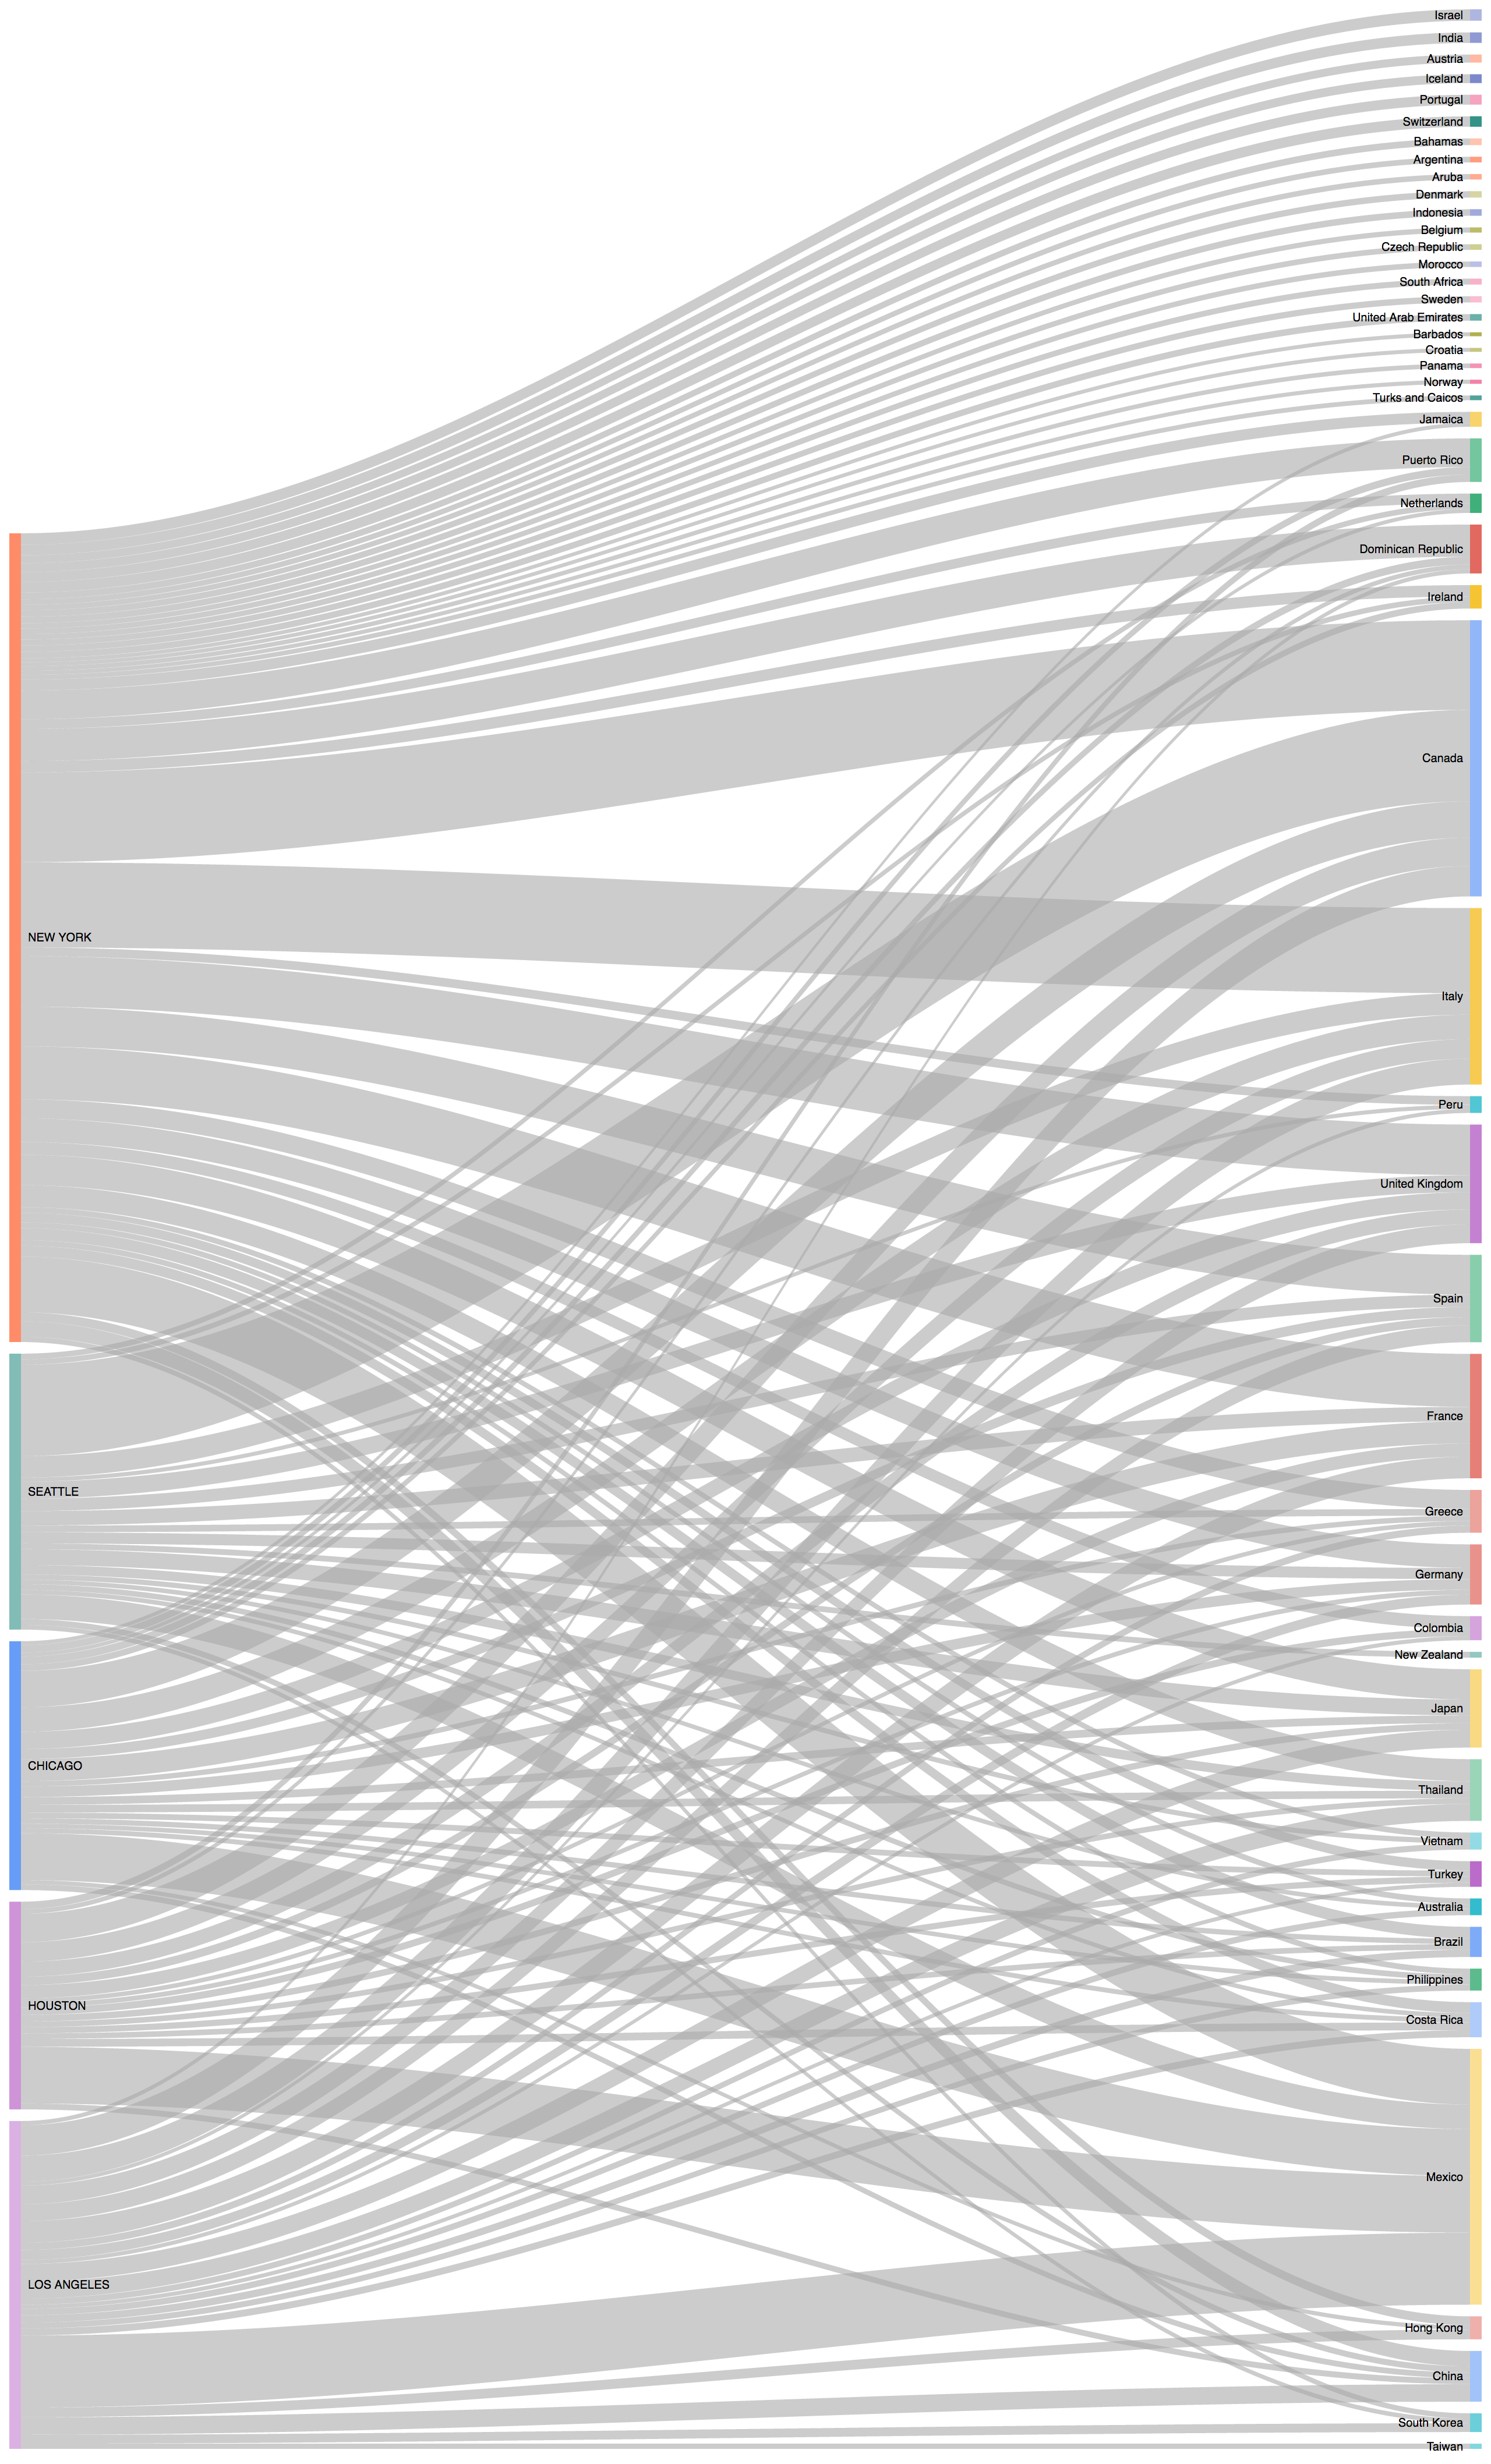 NEW YORK
SEATTLE
CHICAGO
HOUSTON
LOS ANGELES
Israel
India
Austria
Iceland
Portugal
Switzerland
Bahamas
Argentina
Aruba
Denmark
Indonesia
Belgium
Czech Republic
Morocco
South Africa
Sweden
United Arab Emirates
Barbados
Croatia
Panama
Norway
Turks and Caicos
Jamaica
Puerto Rico
Netherlands
Dominican Republic
Ireland
Canada
Italy
Peru
United Kingdom
Spain
France
Greece
Germany
Colombia
New Zealand
Japan
Thailand
Vietnam
Turkey
Australia
Brazil
Philippines
Costa Rica
Mexico
Hong Kong
China
South Korea
Taiwan